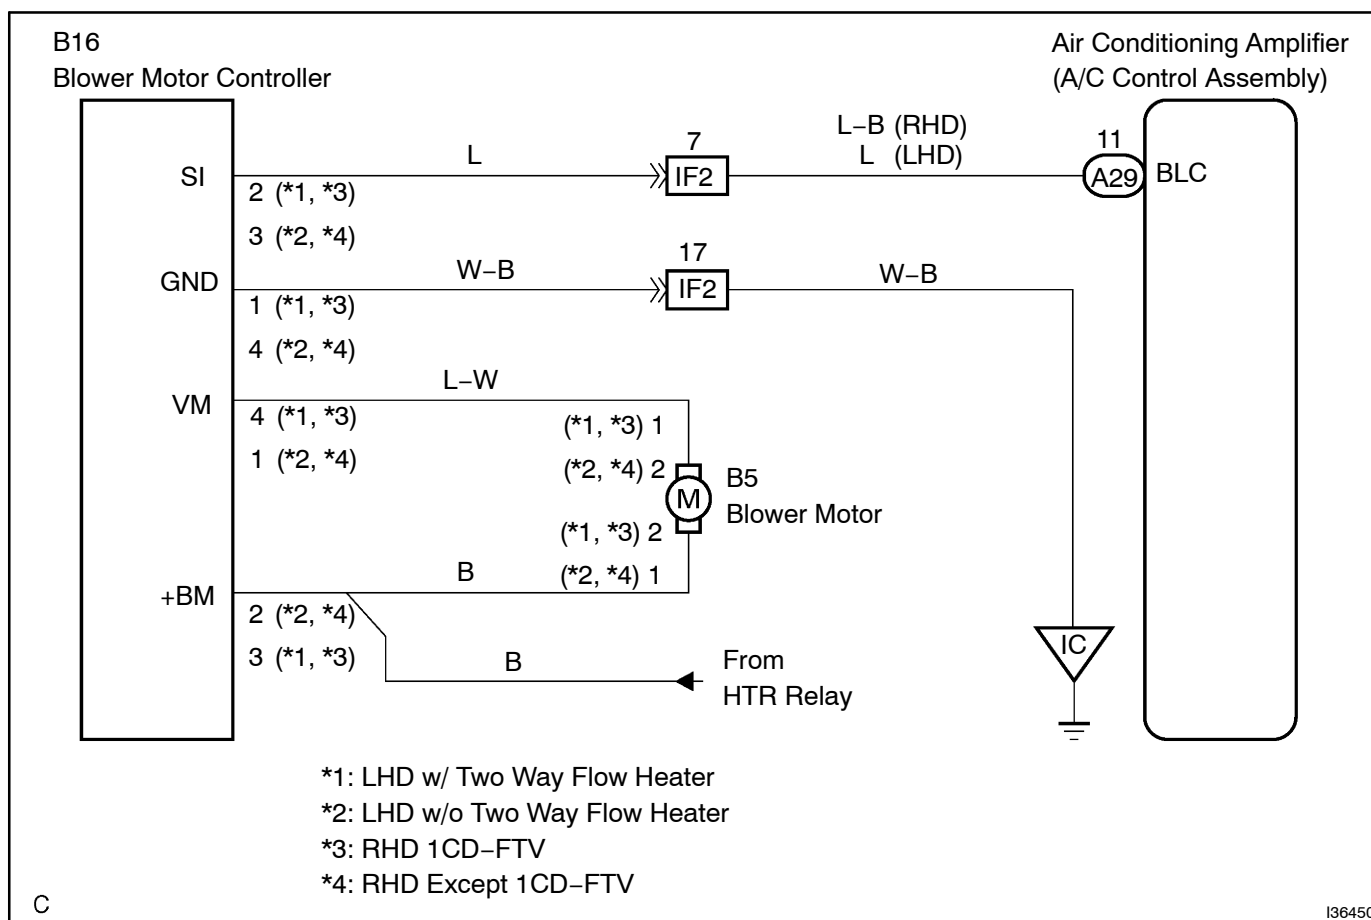 B16
Blower Motor Controller
Air Conditioning Amplifier
(A/C Control Assembly)
SI
L
2 (*1, *3)
3 (*2, *4)
7
IF2
L−B (RHD)
L (LHD)
11
A29
BLC
GND
W−B
1 (*1, *3)
4 (*2, *4)
17
IF2
W−B
VM
L−W
4 (*1, *3)
1 (*2, *4)
(*1, *3) 1
(*2, *4) 2
M
B5
Blower Motor
(*1, *3) 2
(*2, *4) 1
+BM
B
2 (*2, *4)
3 (*1, *3)
B
From
HTR Relay
IC
*1: LHD w/ Two Way Flow Heater
*2: LHD w/o Two Way Flow Heater
*3: RHD 1CD−FTV
*4: RHD Except 1CD−FTV
C
I36450